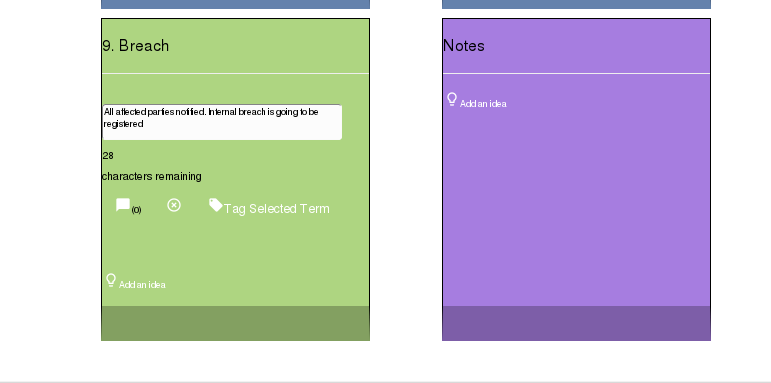 9. Breach
All affected parties notified. Internal breach is going to be
registered
28
characters remaining
(0)
Tag Selected Term
Add an idea
Notes
Add an idea